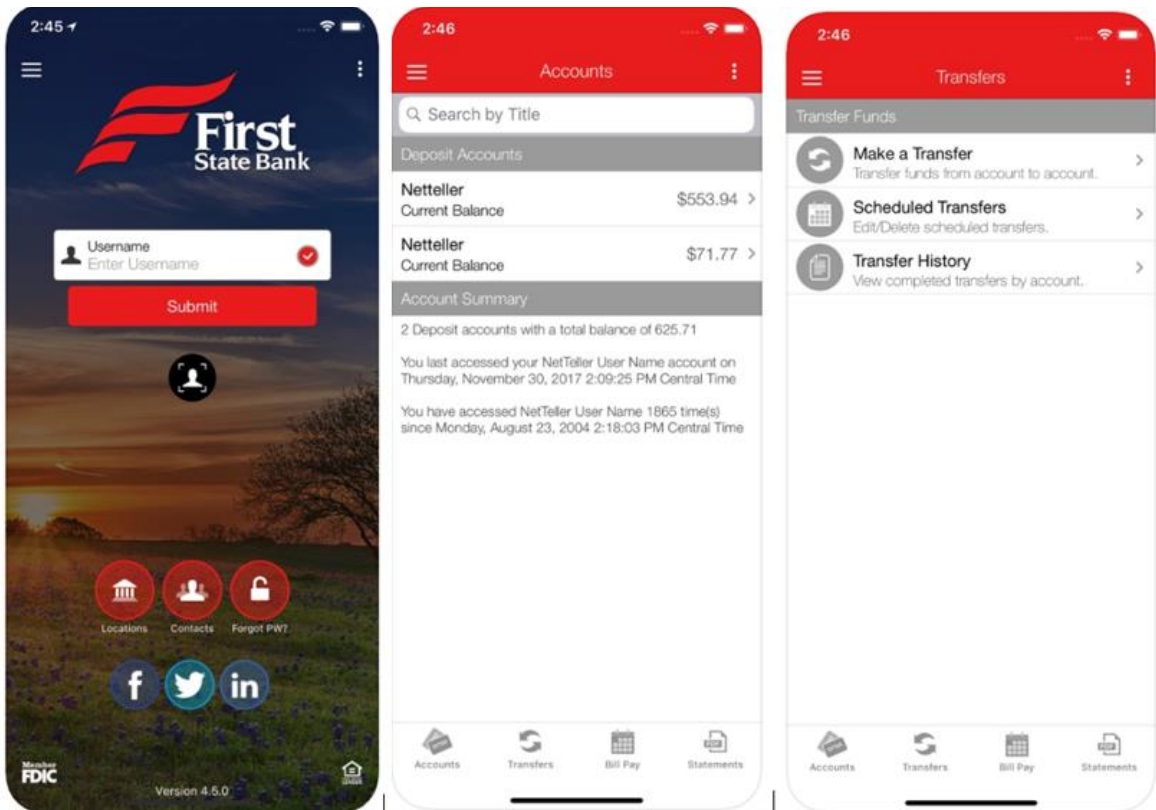 2:45
First
State Bank
Username
Enter Username
Submit
Locations Contacts Forgot PW?
f in
Member
FDIC
Version 4.5.0
2:46
Accounts
Search by Title
Deposit Accounts
Netteller
Current Balance
$553.94
Netteller
Current Balance
$71.77
Account Summary
2 Deposit accounts with a total balance of 625.71
You last accessed your NetTeller User Name account on
Thursday, November 30, 2017 2:09:25 PM Central Time
You have accessed NetTeller User Name 1865 time(s)
since Monday, August 23, 2004 2:18:03 PM Central Time
Accounts Transfers Bill Pay Statements
2:46
Transfers
Transfer Funds
Make a Transfer
Transfer funds from account to account.
Scheduled Transfers
Edit/Delete scheduled transfers.
Transfer History
View completed transfers by account.
Accounts Transfers Bill Pay Statements